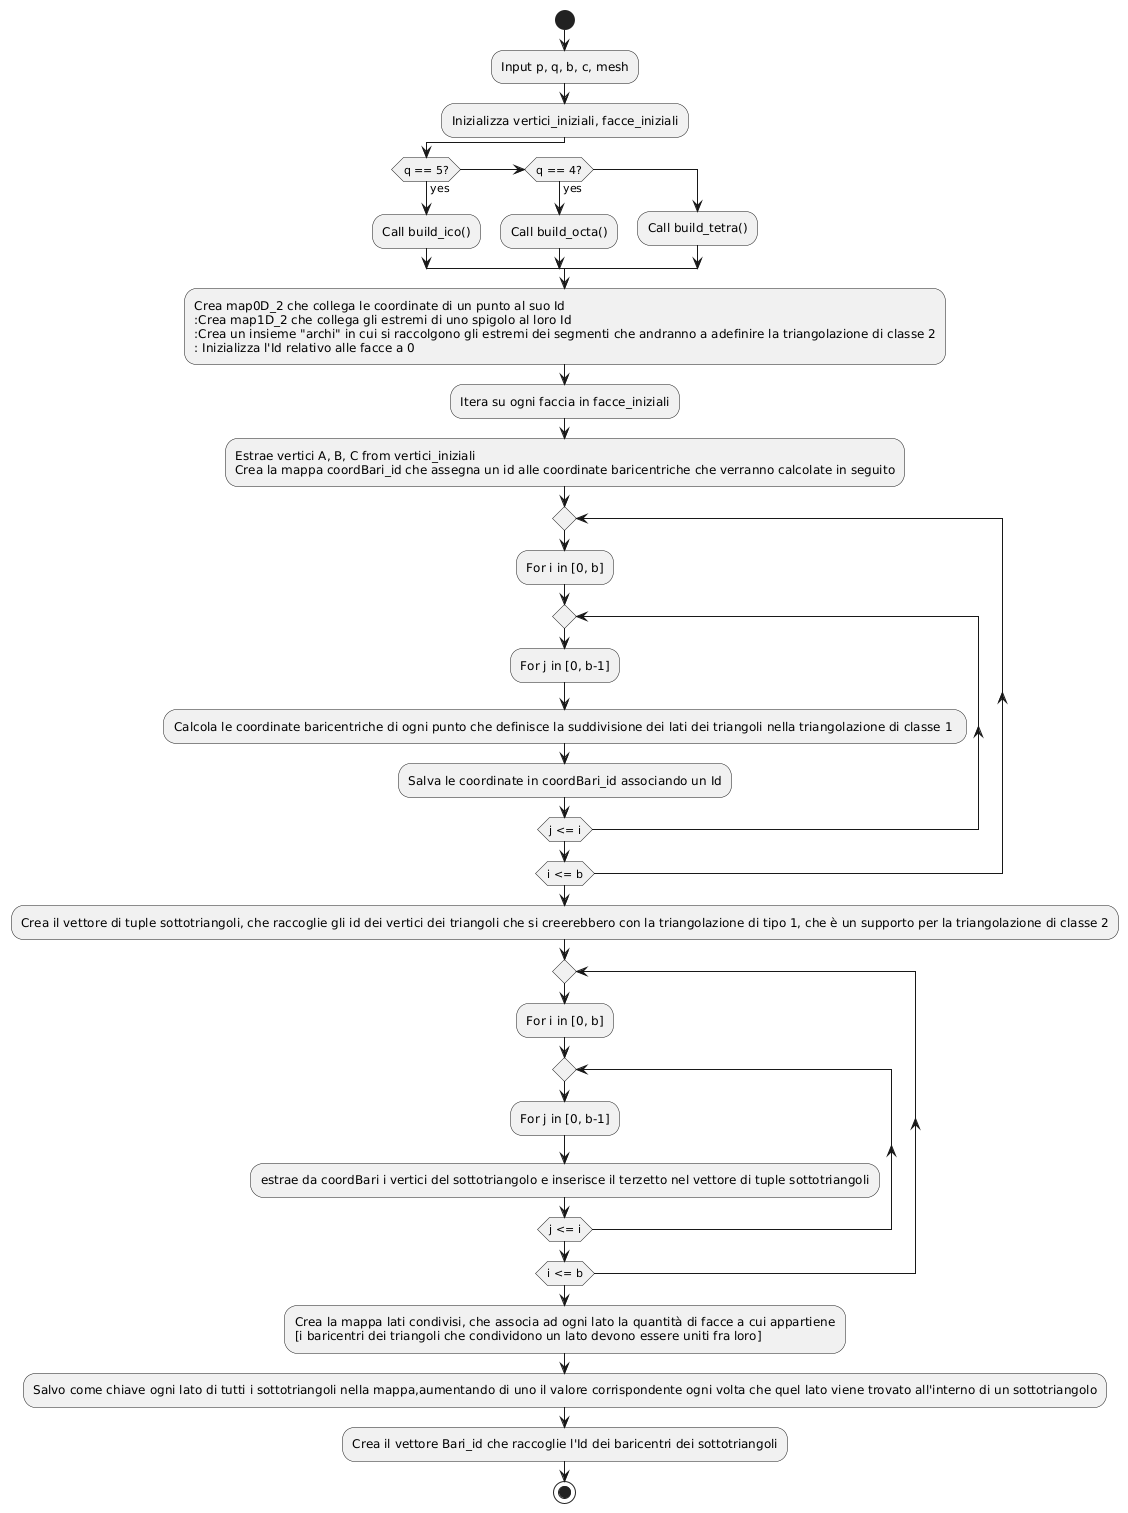 Input p, q, b, c, mesh
Inizializza vertici_iniziali, facce_iniziali
q == 5?
yes
q == 4?
yes
Call build_ico()
Call build_octa()
Call build_tetra()
Crea map0D_2 che collega le coordinate di un punto al suo Id
:Crea map1D_2 che collega gli estremi di uno spigolo al loro Id
:Crea un insieme "archi" in cui si raccolgono gli estremi dei segmenti che andranno a adefinire la triangolazione di classe 2
: Inizializza l'Id relativo alle facce a 0
Itera su ogni faccia in facce_iniziali
Estrae vertici A, B, C from vertici_iniziali
Crea la mappa coordBari_id che assegna un id alle coordinate baricentriche che verranno calcolate in seguito
For i in [0, b]
For j in [0, b-1]
Calcola le coordinate baricentriche di ogni punto che definisce la suddivisione dei lati dei triangoli nella triangolazione di classe 1
Salva le coordinate in coordBari_id associando un Id
j <= i
i <= b
Crea il vettore di tuple sottotriangoli, che raccoglie gli id dei vertici dei triangoli che si creerebbero con la triangolazione di tipo 1, che è un supporto per la triangolazione di classe 2
For i in [0, b]
For j in [0, b-1]
estrae da coordBari i vertici del sottotriangolo e inserisce il terzetto nel vettore di tuple sottotriangoli
j <= i
i <= b
Crea la mappa lati condivisi, che associa ad ogni lato la quantità di facce a cui appartiene
[i baricentri dei triangoli che condividono un lato devono essere uniti fra loro]
Salvo come chiave ogni lato di tutti i sottotriangoli nella mappa,aumentando di uno il valore corrispondente ogni volta che quel lato viene trovato all'interno di un sottotriangolo
Crea il vettore Bari_id che raccoglie l'Id dei baricentri dei sottotriangoli